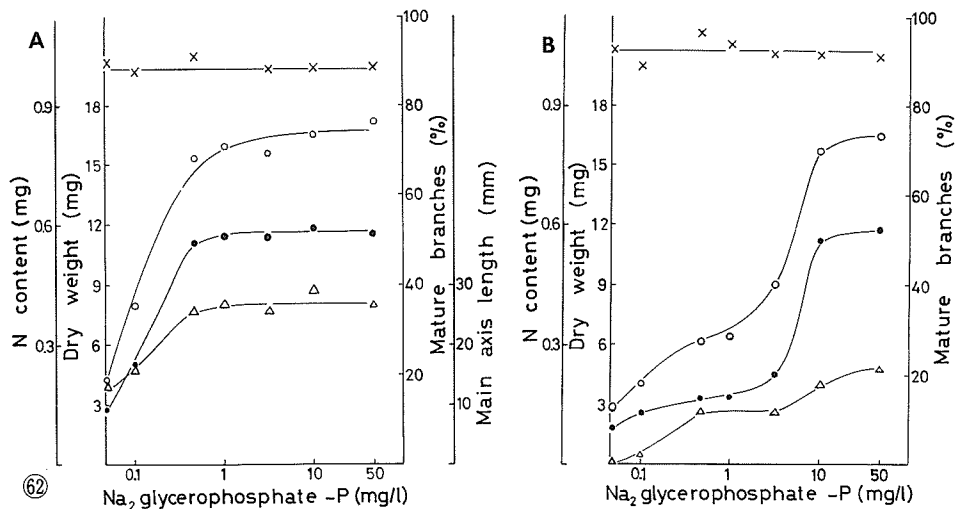 A
N content (mg)
0.9
0.6
0.3
Dry weight (mg)
18
15
12
9
6
3
100
80
60
40
20
Mature branches (%)
30
20
10
Main axis length (mm)
0.1 1 10 50
Na2 glycerophosphate -P (mg/l)
62
B
N content (mg)
0.9
0.6
0.3
Dry weight (mg)
18
15
12
9
6
3
100
80
60
40
20
Mature branches (%)
0.1 1 10 50
Na2 glycerophosphate -P (mg/l)